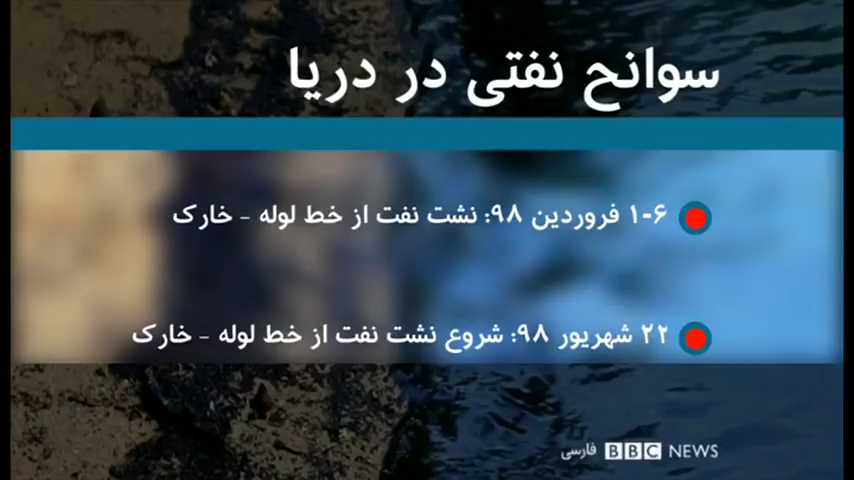 سوانح نفتی در دریا
۱-۶ فروردین ۹۸: نشت نفت از خط لوله - خارک
۲۲ شهریور ۹۸: شروع نشت نفت از خط لوله - خارک
BBC NEWS فارسی